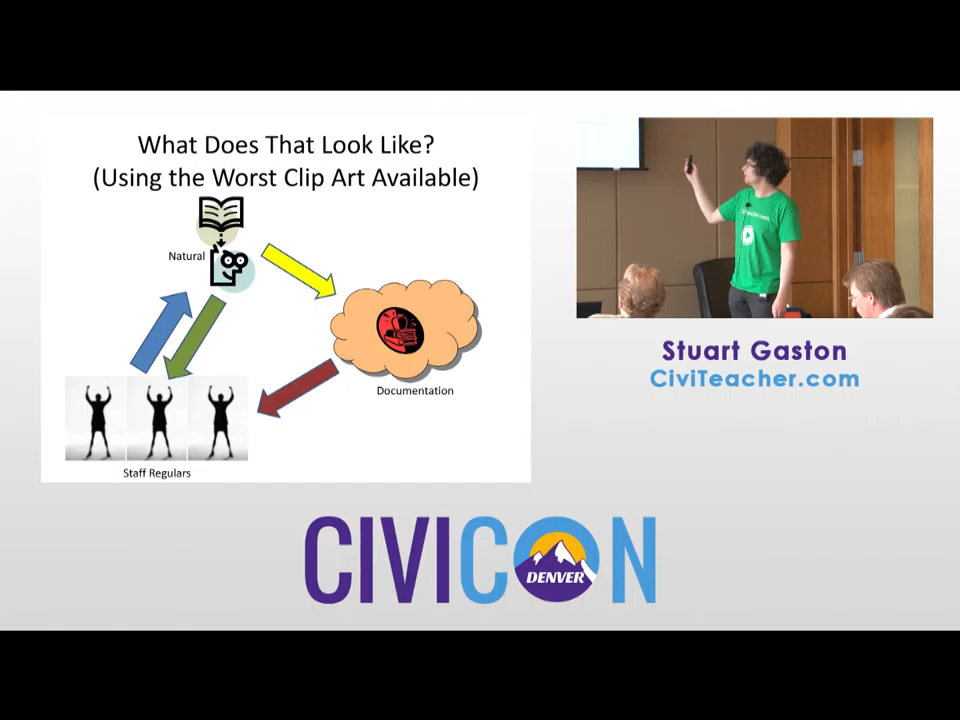 What Does That Look Like?
(Using the Worst Clip Art Available)
Natural
Documentation
Staff Regulars
Stuart Gaston
CiviTeacher.com
CIVICON
DENVER